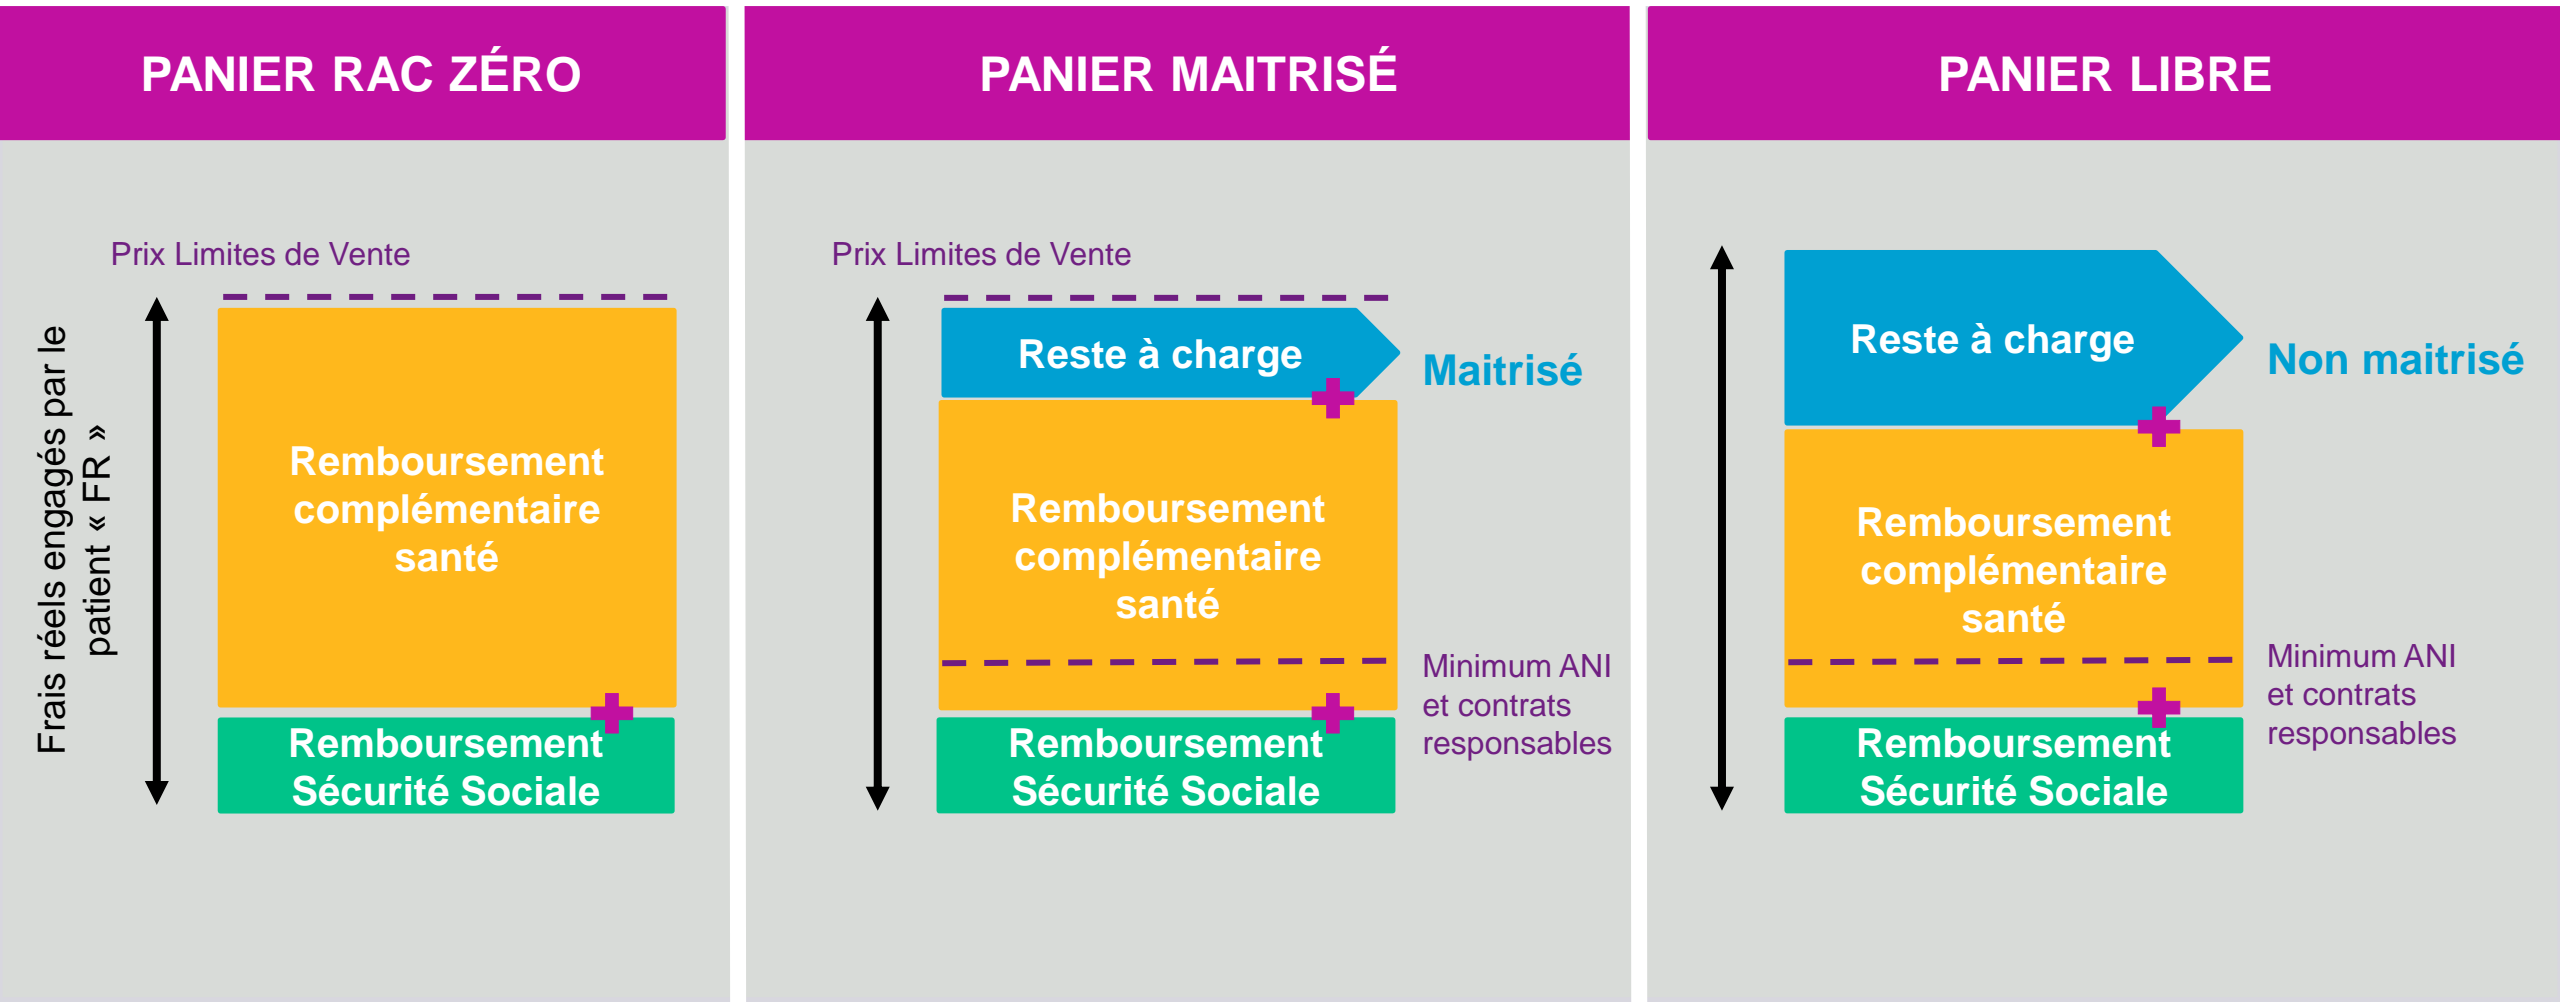 PANIER RAC ZÉRO
Prix Limites de Vente
Frais réels engagés par le
patient « FR »
Remboursement
complémentaire
santé
Remboursement
Sécurité Sociale
PANIER MAITRISÉ
Prix Limites de Vente
Reste à charge
Maitrisé
Remboursement
complémentaire
santé
Minimum ANI
et contrats
responsables
Remboursement
Sécurité Sociale
PANIER LIBRE
Reste à charge
Non maitrisé
Remboursement
complémentaire
santé
Minimum ANI
et contrats
responsables
Remboursement
Sécurité Sociale